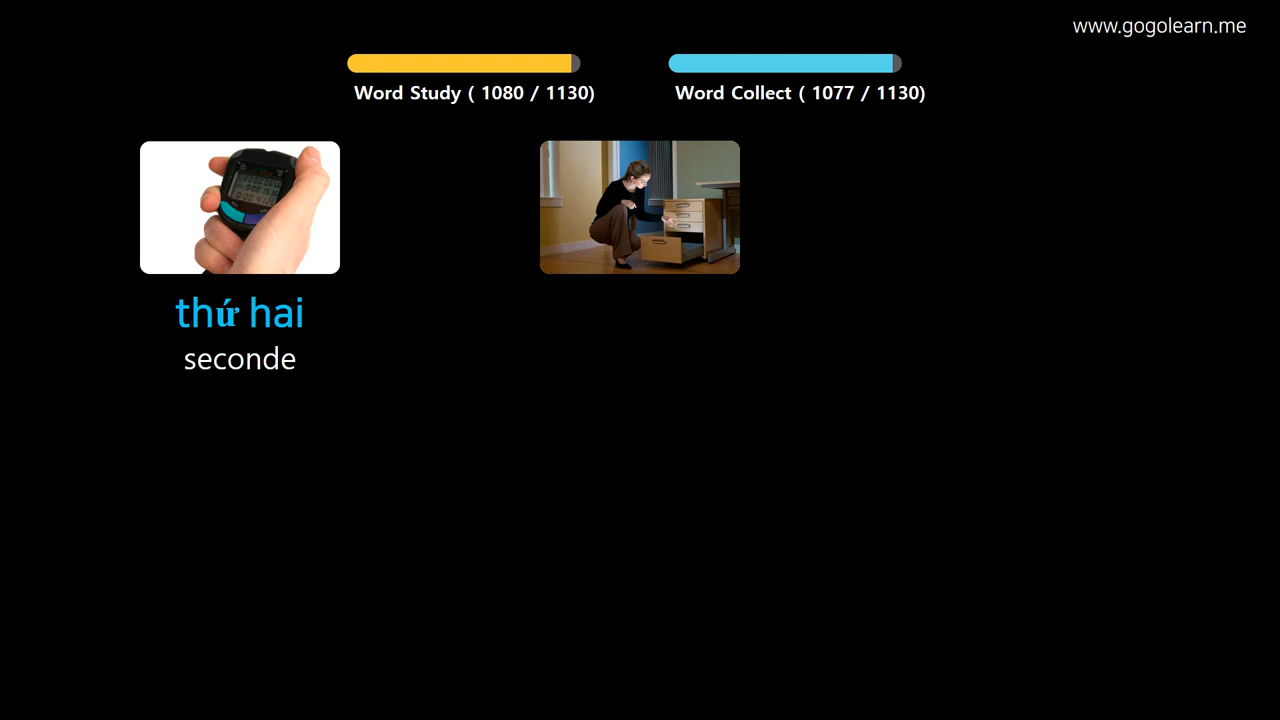 www.gogolearn.me
Word Study ( 1080 / 1130)
Word Collect ( 1077 / 1130)
thứ hai
seconde